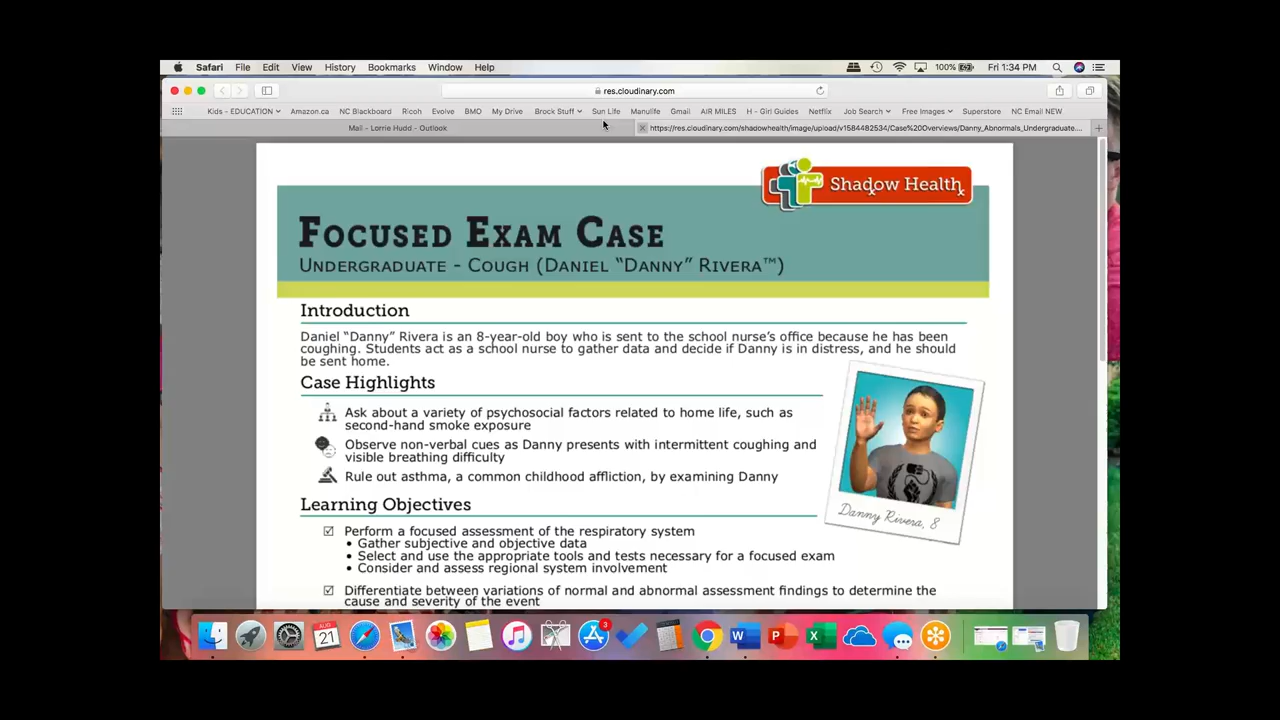 Safari File Edit View History Bookmarks Window Help 100% Fri 1:34 PM
res.cloudinary.com
Kids - EDUCATION Amazon.ca NC Blackboard Ricoh Evolve BMO My Drive Brock Stuff Sun Life Manulife Gmail AIR MILES H - Girl Guides Netflix Job Search Free Images Superstore NC Email NEW
Mail - Lorrie Hudd - Outlook https://res.cloudinary.com/shadowhealth/image/upload/v1584482534/Case%20Overviews/Danny_Abnormals_Undergraduate....
Shadow Health
FOCUSED EXAM CASE
UNDERGRADUATE - COUGH (DANIEL “DANNY” RIVERA™)
Introduction
Daniel “Danny” Rivera is an 8-year-old boy who is sent to the school nurse’s office because he has been
coughing. Students act as a school nurse to gather data and decide if Danny is in distress, and he should
be sent home.
Case Highlights
Ask about a variety of psychosocial factors related to home life, such as
second-hand smoke exposure
Observe non-verbal cues as Danny presents with intermittent coughing and
visible breathing difficulty
Rule out asthma, a common childhood affliction, by examining Danny
Danny Rivera, 8
Learning Objectives
Perform a focused assessment of the respiratory system
• Gather subjective and objective data
• Select and use the appropriate tools and tests necessary for a focused exam
• Consider and assess regional system involvement
Differentiate between variations of normal and abnormal assessment findings to determine the
cause and severity of the event
AUG
21
3
W P X